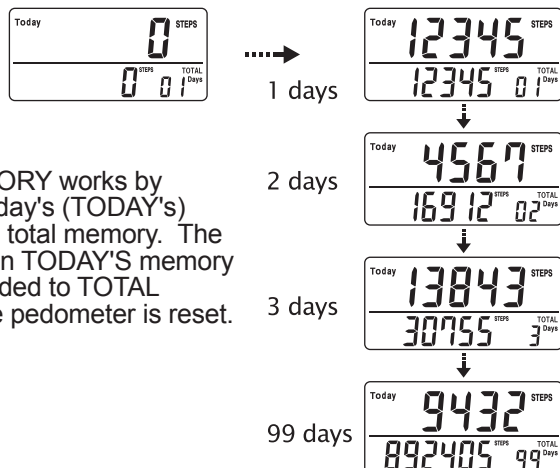 Today 0 STEPS
0 STEPS 01 TOTAL Days
1 days
Today 12345 STEPS
12345 STEPS 01 TOTAL Days
2 days
Today 4567 STEPS
16912 STEPS 02 TOTAL Days
ORY works by
day's (TODAY's)
total memory. The
n TODAY'S memory
ded to TOTAL
e pedometer is reset.
3 days
Today 13843 STEPS
30755 STEPS 3 TOTAL Days
99 days
Today 9432 STEPS
892405 STEPS 99 TOTAL Days